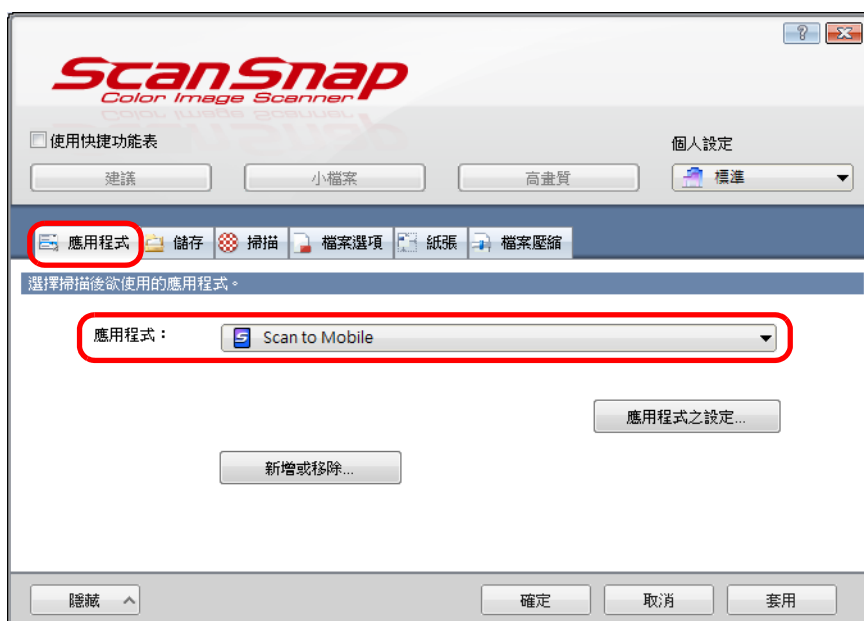 ScanSnap
Color Image Scanner
使用快捷功能表
個人設定
建議 小檔案 高畫質 標準
應用程式 儲存 掃描 檔案選項 紙張 檔案壓縮
選擇掃描後欲使用的應用程式。
應用程式： Scan to Mobile
應用程式之設定...
新增或移除...
隱藏 確定 取消 套用